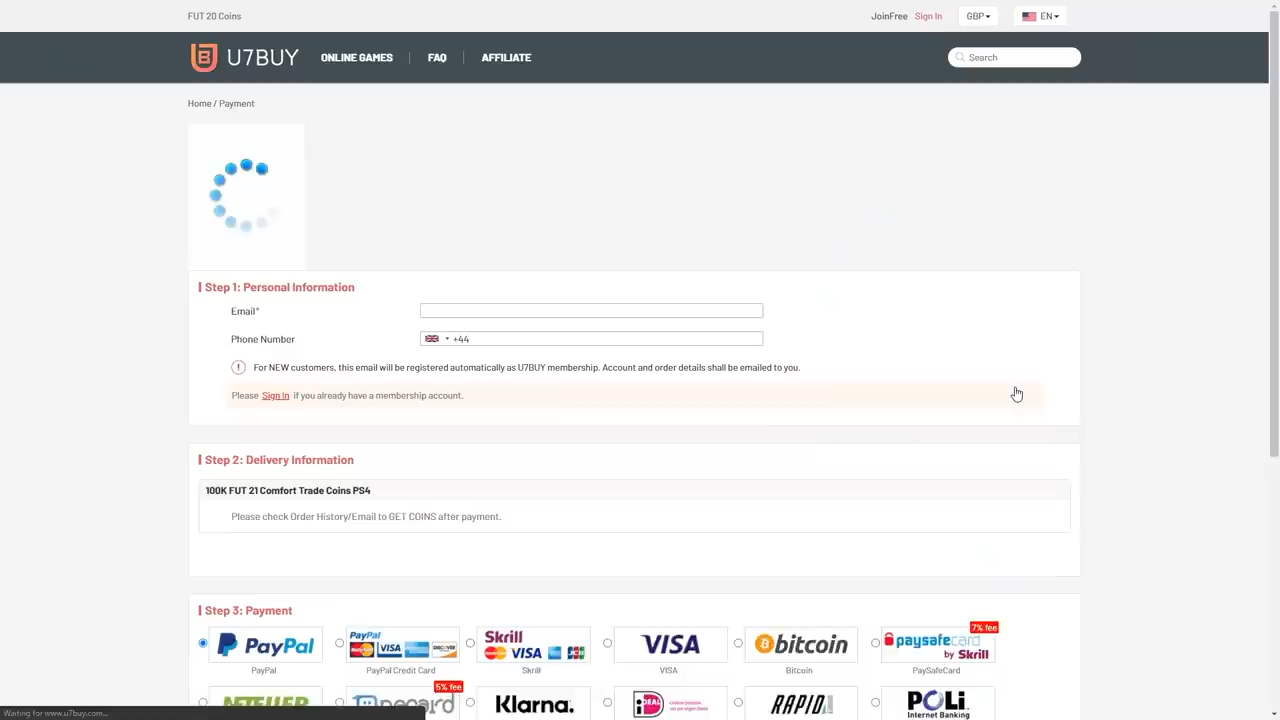 FUT 20 Coins
JoinFree Sign In GBP EN
U7BUY ONLINE GAMES FAQ AFFILIATE Search
Home / Payment
Step 1: Personal Information
Email*
Phone Number +44
! For NEW customers, this email will be registered automatically as U7BUY membership. Account and order details shall be emailed to you.
Please Sign In if you already have a membership account.
Step 2: Delivery Information
100K FUT 21 Comfort Trade Coins PS4
Please check Order History/Email to GET COINS after payment.
Step 3: Payment
7% fee
PayPal PayPal MasterCard VISA DISCOVER Skrill VISA VISA bitcoin paysafecard by Skrill
PayPal PayPal Credit Card Skrill VISA Bitcoin PaySafeCard
5% fee
NETELLER Klarna. iDEAL RAPID POLi
Internet Banking
Waiting for www.u7buy.com...